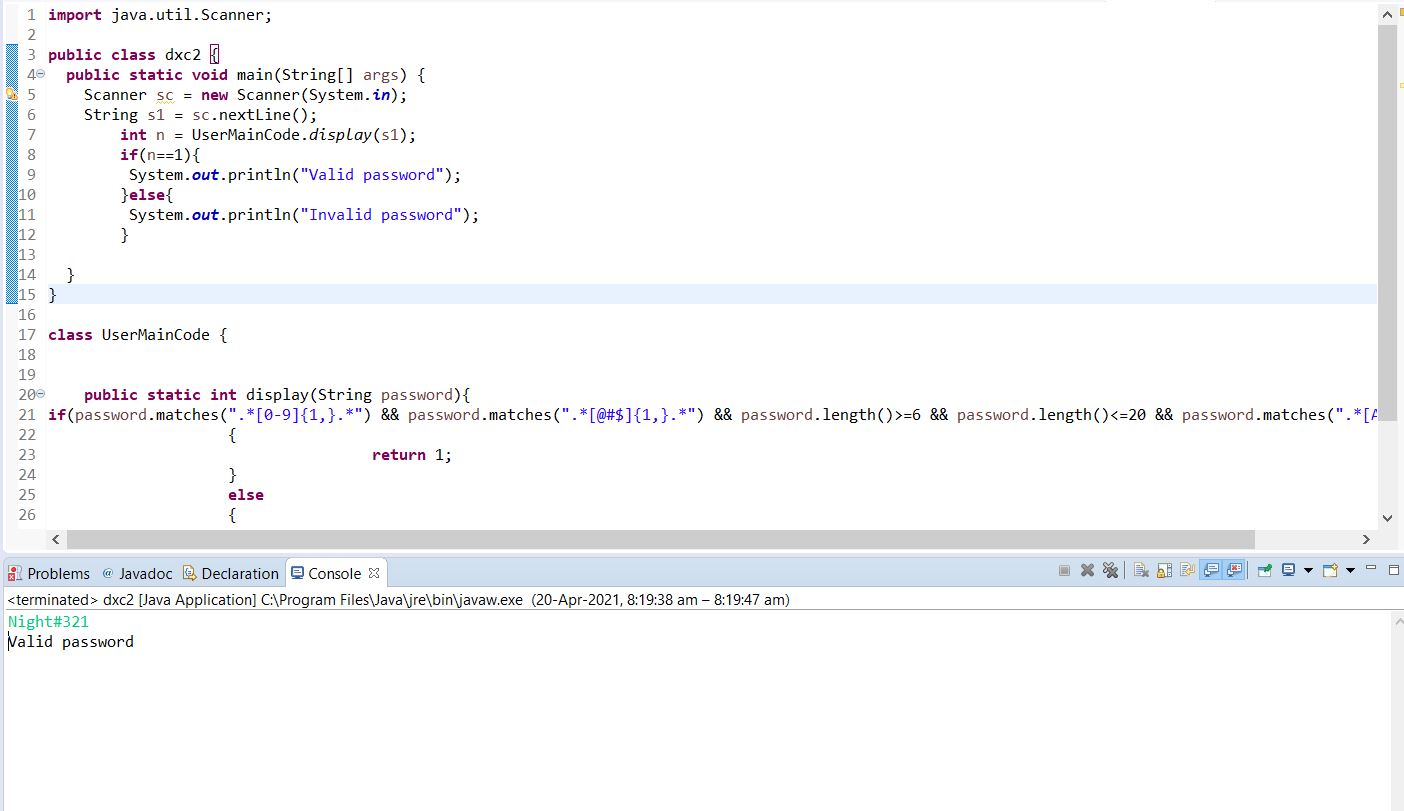 1 import java.util.Scanner;
2
3 public class dxc2 {
4 public static void main(String[] args) {
5 Scanner sc = new Scanner(System.in);
6 String s1 = sc.nextLine();
7 int n = UserMainCode.display(s1);
8 if(n==1){
9 System.out.println("Valid password");
10 }else{
11 System.out.println("Invalid password");
12 }
13
14 }
15 }
16
17 class UserMainCode {
18
19
20 public static int display(String password){
21 if(password.matches(".*[0-9]{1,}.*") && password.matches(".*[@#$]{1,}.*") && password.length()>=6 && password.length()<=20 && password.matches(".*[A
22 {
23 return 1;
24 }
25 else
26 {
Problems @ Javadoc Declaration Console
<terminated> dxc2 [Java Application] C:\Program Files\Java\jre\bin\javaw.exe (20-Apr-2021, 8:19:38 am – 8:19:47 am)
Night#321
Valid password